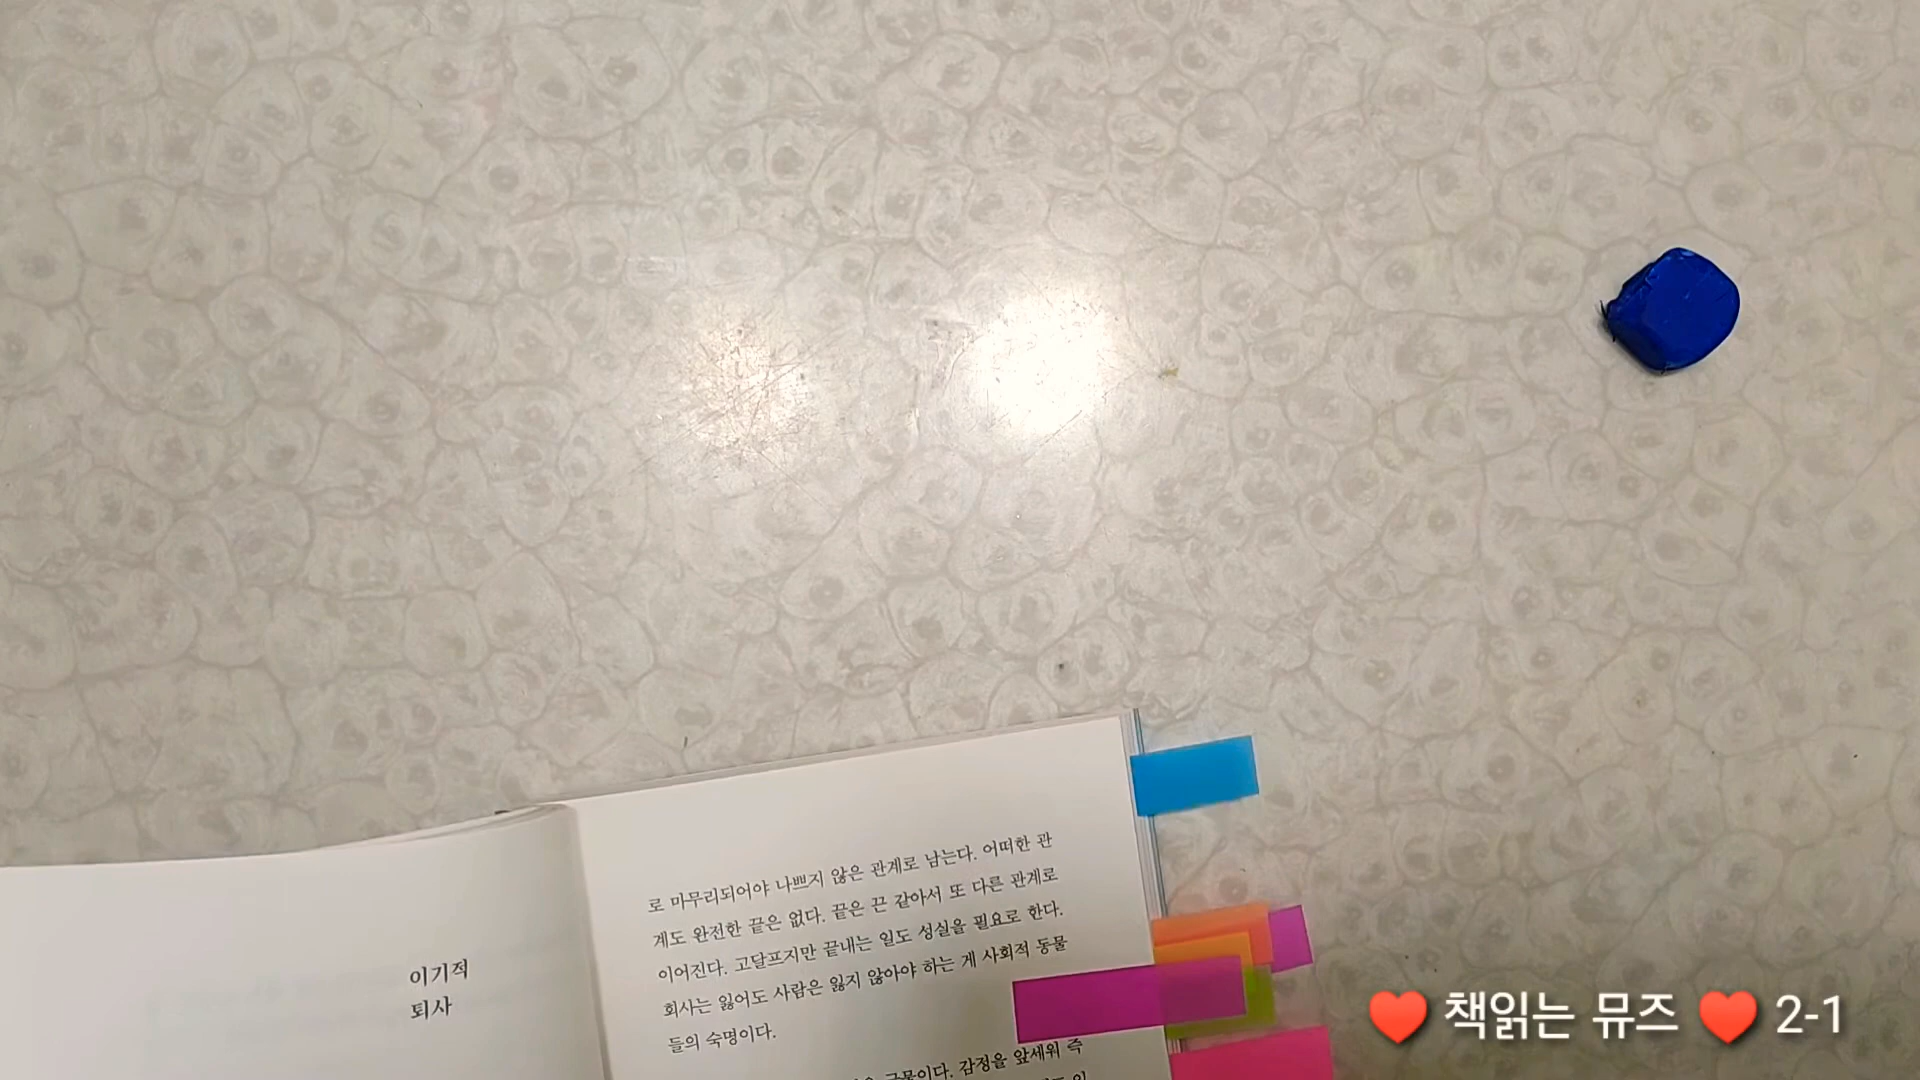 이기적
퇴사
로 마무리되어야 나쁘지 않은 관계로 남는다. 어떠한 관
계도 완전한 끝은 없다. 끝은 끈 같아서 또 다른 관계로
이어진다. 고달프지만 끝내는 일도 성실을 필요로 한다.
회사는 잃어도 사람은 잃지 않아야 하는 게 사회적 동물
들의 숙명이다.
금물이다. 감정을 앞세워 즉
❤️ 책읽는 뮤즈 ❤️ 2-1